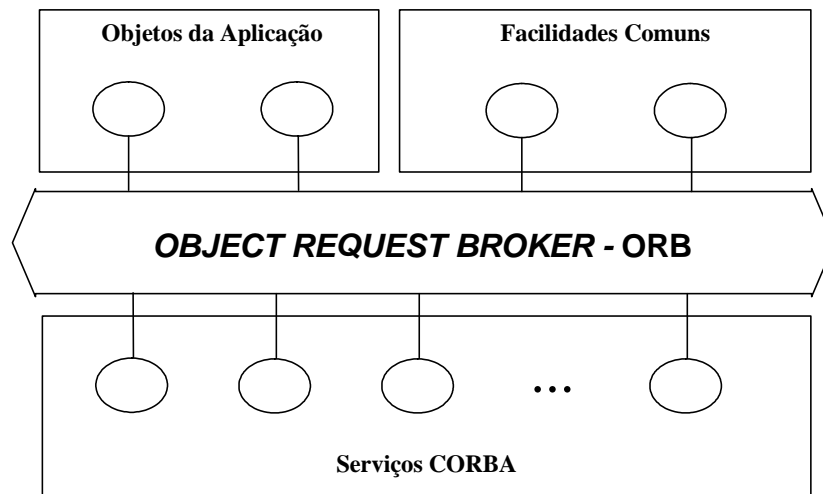 Objetos da Aplicação
Facilidades Comuns
OBJECT REQUEST BROKER - ORB
...
Serviços CORBA